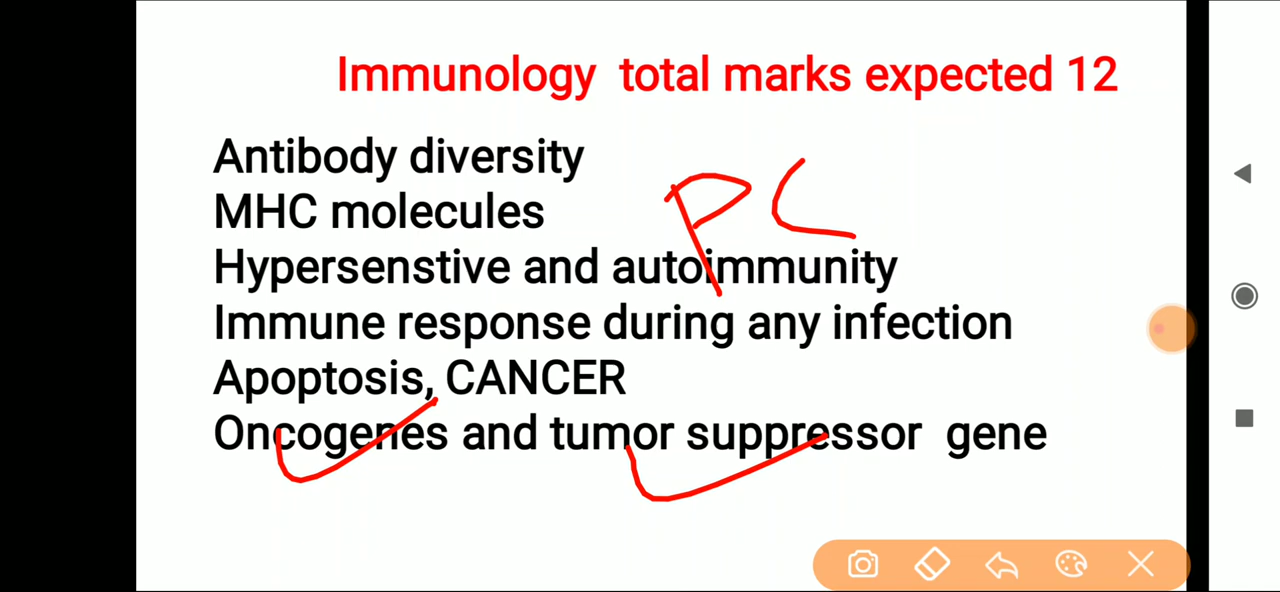 Immunology total marks expected 12
Antibody diversity
MHC molecules
PC
Hypersenstive and autoimmunity
Immune response during any infection
Apoptosis, CANCER
Oncogenes and tumor suppressor gene